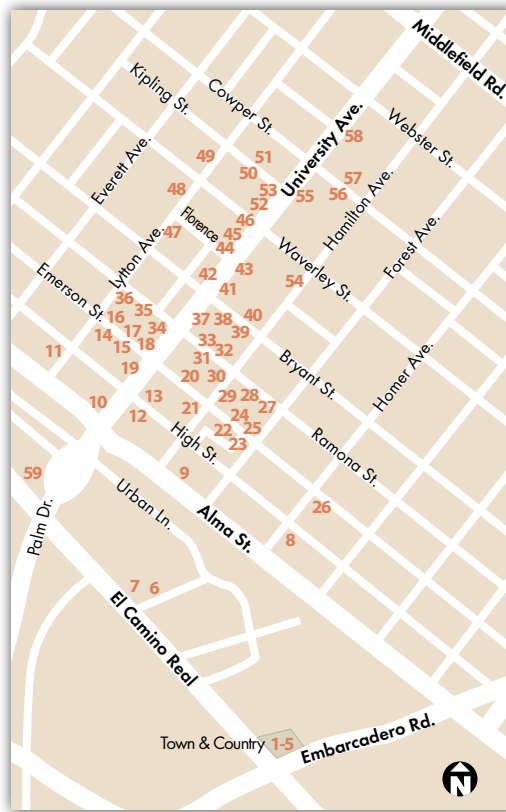 Middlefield Rd.
Kipling St.
Cowper St.
University Ave.
Webster St.
58
Everett Ave.
49
51
50
57
48
53
55
56
52
Hamilton Ave.
Florence
46
47
45
44
Forest Ave.
Waverley St.
Lytton Ave.
42
43
41
54
Emerson St.
36
35
16
37
38
40
14
17
34
39
15
18
33
32
11
31
19
20
30
Bryant St.
Homer Ave.
10
13
12
21
29
28
27
24
22
25
23
High St.
Ramona St.
59
9
Urban Ln.
26
Palm Dr.
Alma St.
8
7
6
El Camino Real
Town & Country 1-5
Embarcadero Rd.
N